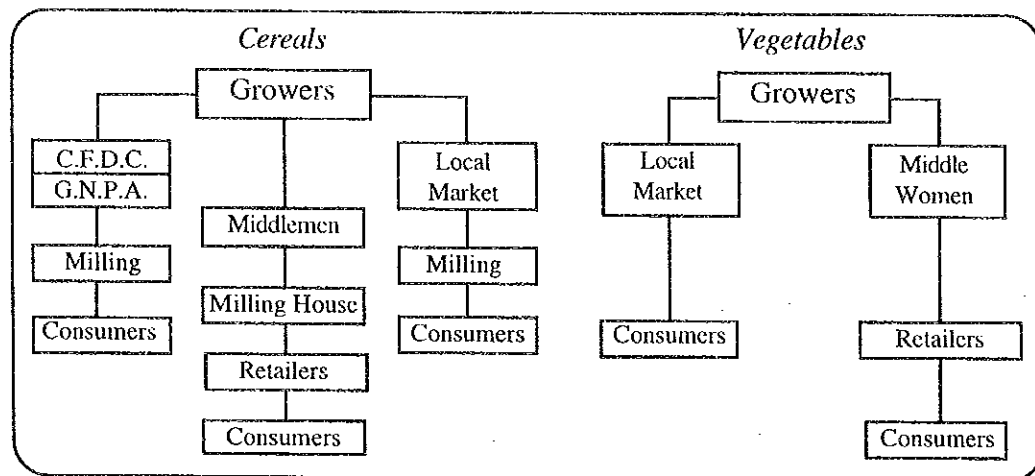 Cereals
Growers
C.F.D.C.
G.N.P.A.
Milling
Consumers
Middlemen
Milling House
Retailers
Consumers
Local
Market
Milling
Consumers
Vegetables
Growers
Local
Market
Consumers
Middle
Women
Retailers
Consumers